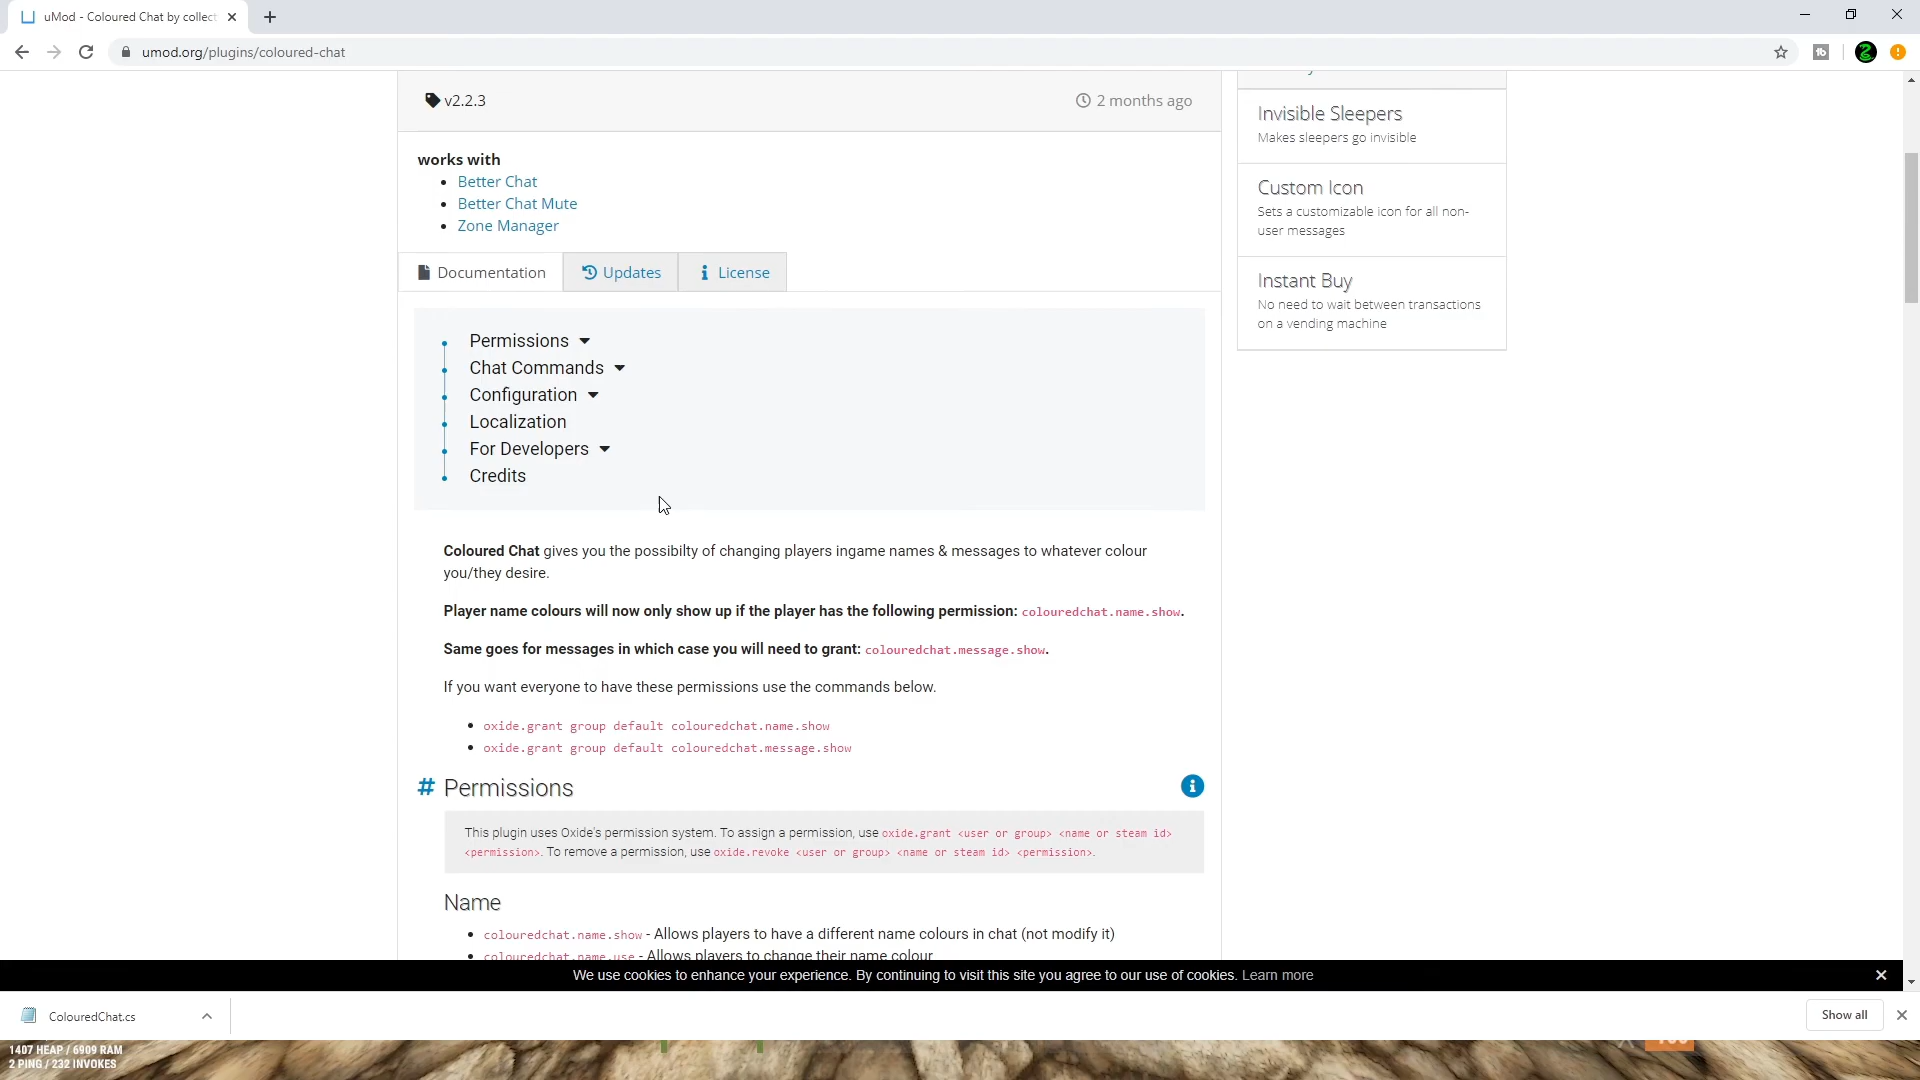 uMod - Coloured Chat by collect
umod.org/plugins/coloured-chat
v2.2.3
2 months ago
works with
Better Chat
Better Chat Mute
Zone Manager
Documentation
Updates
License
Permissions
Chat Commands
Configuration
Localization
For Developers
Credits
Coloured Chat gives you the possibilty of changing players ingame names & messages to whatever colour
you/they desire.
Player name colours will now only show up if the player has the following permission: colouredchat.name.show.
Same goes for messages in which case you will need to grant: colouredchat.message.show.
If you want everyone to have these permissions use the commands below.
oxide.grant group default colouredchat.name.show
oxide.grant group default colouredchat.message.show
# Permissions
This plugin uses Oxide's permission system. To assign a permission, use oxide.grant <user or group> <name or steam id>
<permission>. To remove a permission, use oxide.revoke <user or group> <name or steam id> <permission>.
Name
colouredchat.name.show - Allows players to have a different name colours in chat (not modify it)
colouredchat.name.use - Allows players to change their name colour
Invisible Sleepers
Makes sleepers go invisible
Custom Icon
Sets a customizable icon for all non-
user messages
Instant Buy
No need to wait between transactions
on a vending machine
We use cookies to enhance your experience. By continuing to visit this site you agree to our use of cookies. Learn more
ColouredChat.cs
Show all
1407 HEAP / 6909 RAM
2 PING / 232 INVOKES